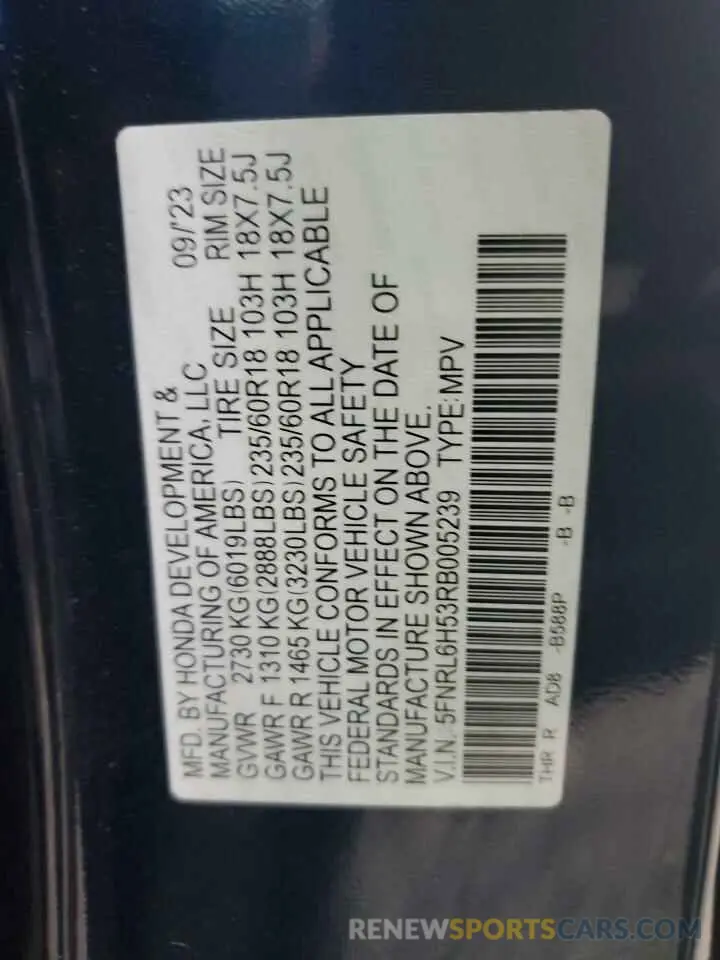 MFD. BY HONDA DEVELOPMENT &
MANUFACTURING OF AMERICA, LLC 09/'23
GVWR 2730 KG(6019LBS) TIRE SIZE RIM SIZE
GAWR F 1310 KG(2888LBS)235/60R18 103H 18X7.5J
GAWR R 1465 KG(3230LBS)235/60R18 103H 18X7.5J
THIS VEHICLE CONFORMS TO ALL APPLICABLE
FEDERAL MOTOR VEHICLE SAFETY
STANDARDS IN EFFECT ON THE DATE OF
MANUFACTURE SHOWN ABOVE.
V.I.N.:5FNRL6H53RB005239 TYPE:MPV
THR R AD8 -B588P -B -B
RENEWSPORTSCARS.COM